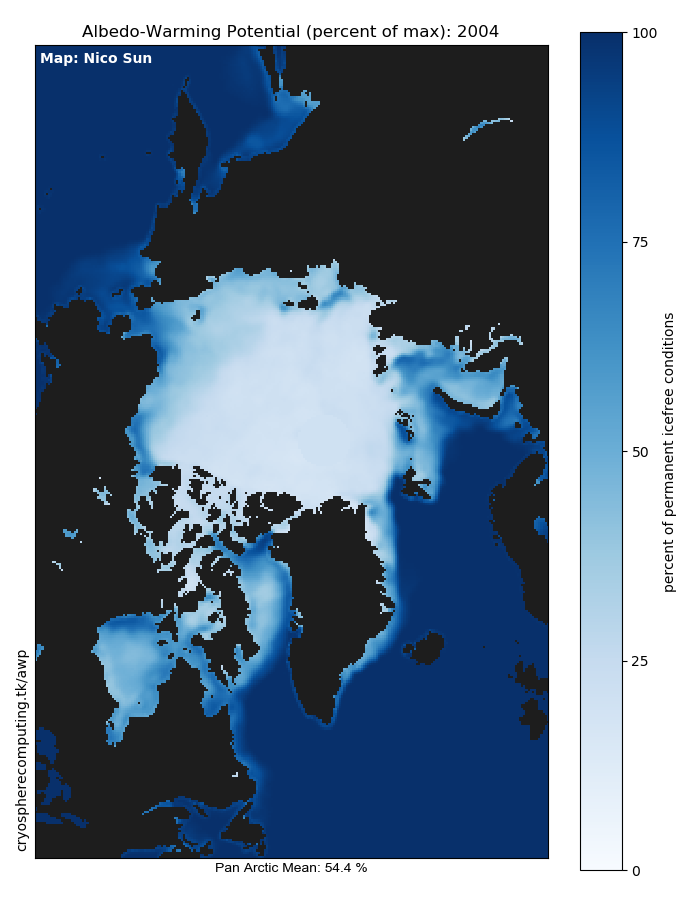 Albedo-Warming Potential (percent of max): 2004
Map: Nico Sun
100
75
50
25
0
percent of permanent icefree conditions
cryospherecomputing.tk/awp
Pan Arctic Mean: 54.4 %